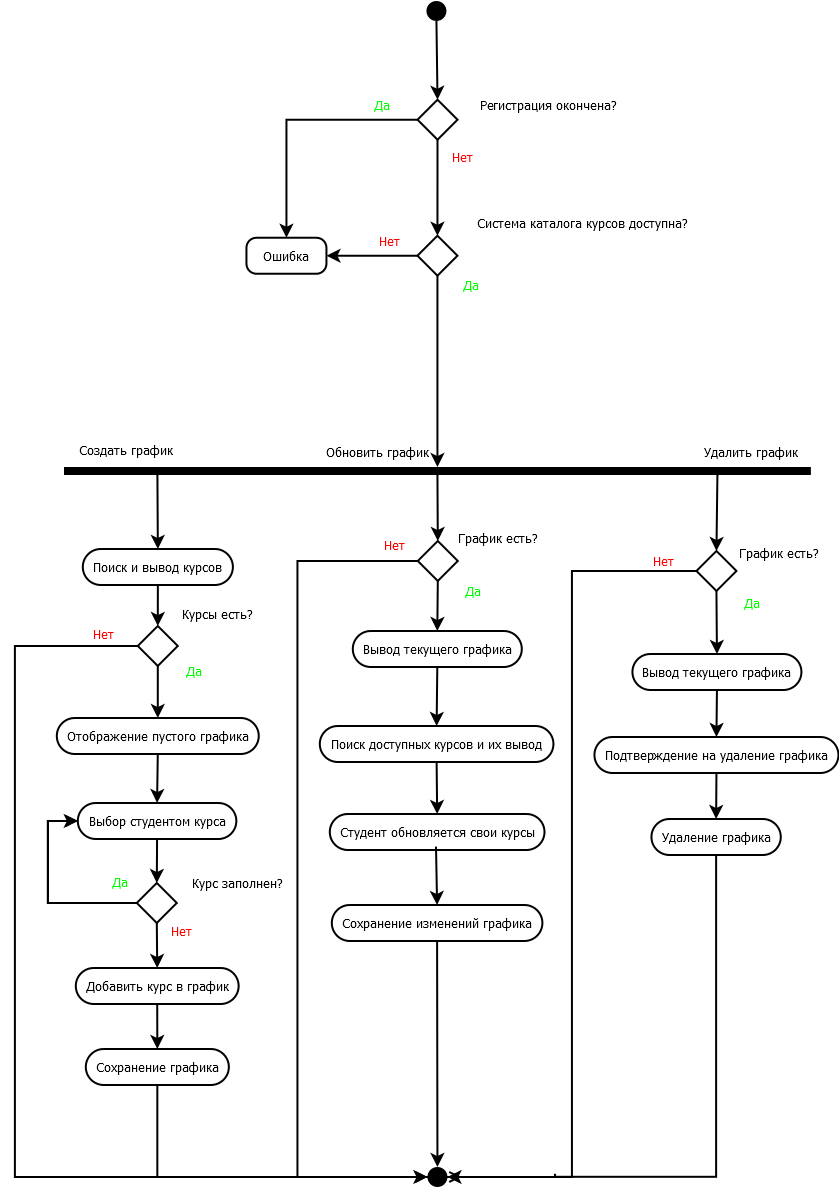 Да
Регистрация окончена?
Нет
Система каталога курсов доступна?
Нет
Ошибка
Да
Создать график
Обновить график
Удалить график
Поиск и вывод курсов
Курсы есть?
Нет
Да
Отображение пустого графика
Выбор студентом курса
Да
Курс заполнен?
Нет
Добавить курс в график
Сохранение графика
График есть?
Нет
Да
Вывод текущего графика
Поиск доступных курсов и их вывод
Студент обновляется свои курсы
Сохранение изменений графика
График есть?
Нет
Да
Вывод текущего графика
Подтверждение на удаление графика
Удаление графика